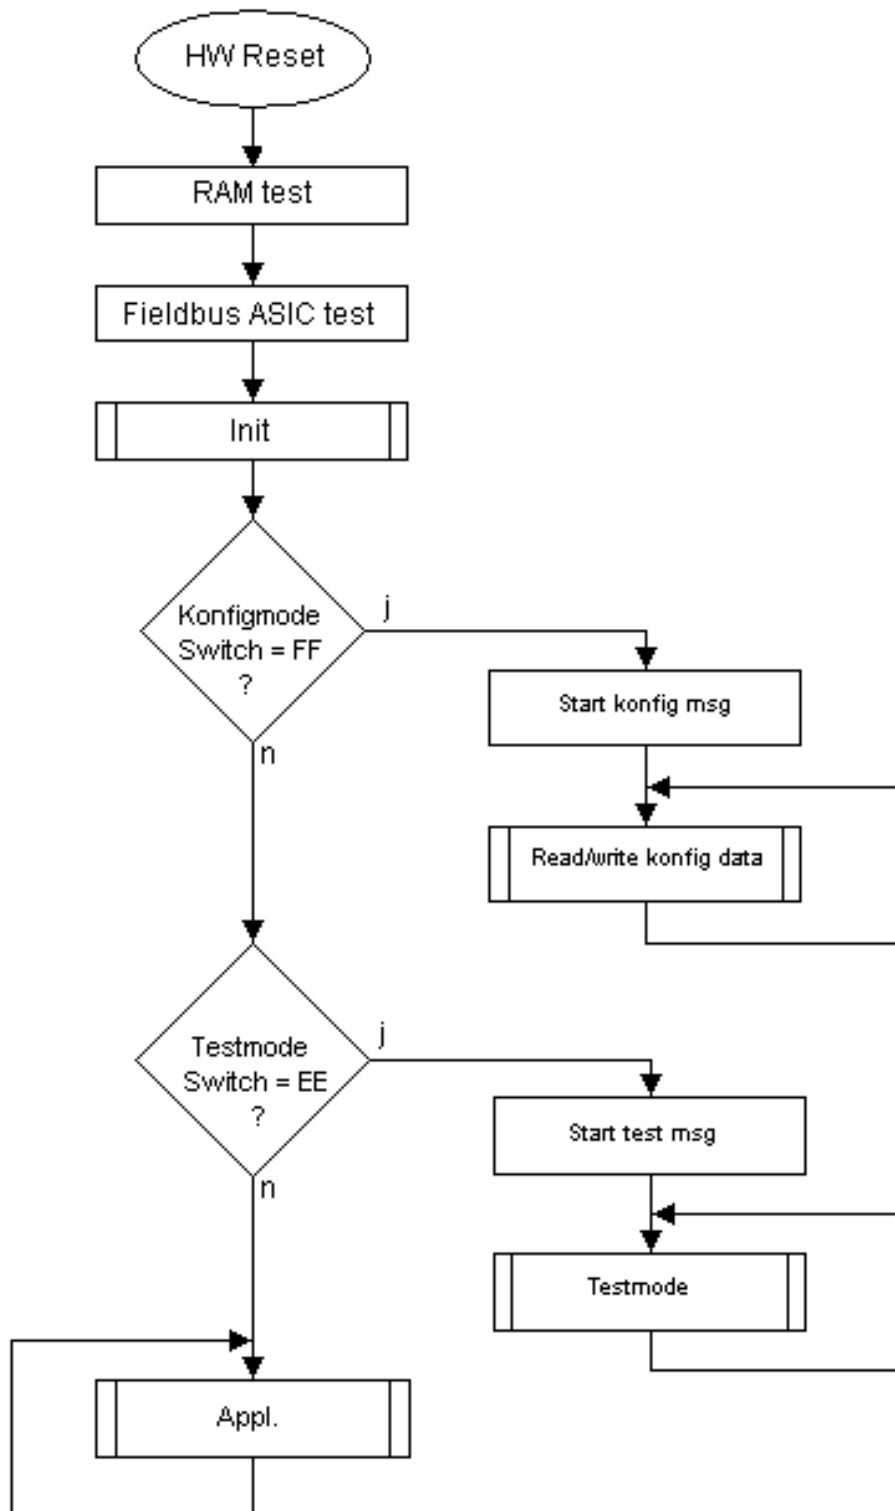 HW Reset
RAM test
Fieldbus ASIC test
Init
Konfigmode
Switch = FF
?
j
n
Start konfig msg
Read/write konfig data
Testmode
Switch = EE
?
j
n
Start test msg
Testmode
Appl.